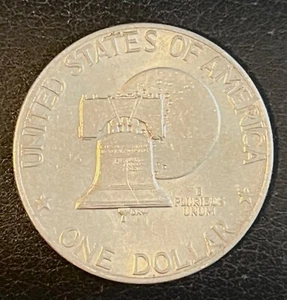 UNITED STATES OF AMERICA
E
PLURIBUS
UNUM
ONE DOLLAR